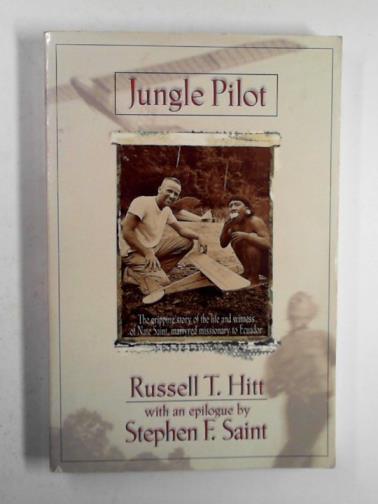 Jungle Pilot
The gripping story of the life and witness
of Nate Saint, martyred missionary to Ecuador
Russell T. Hitt
with an epilogue by
Stephen F. Saint